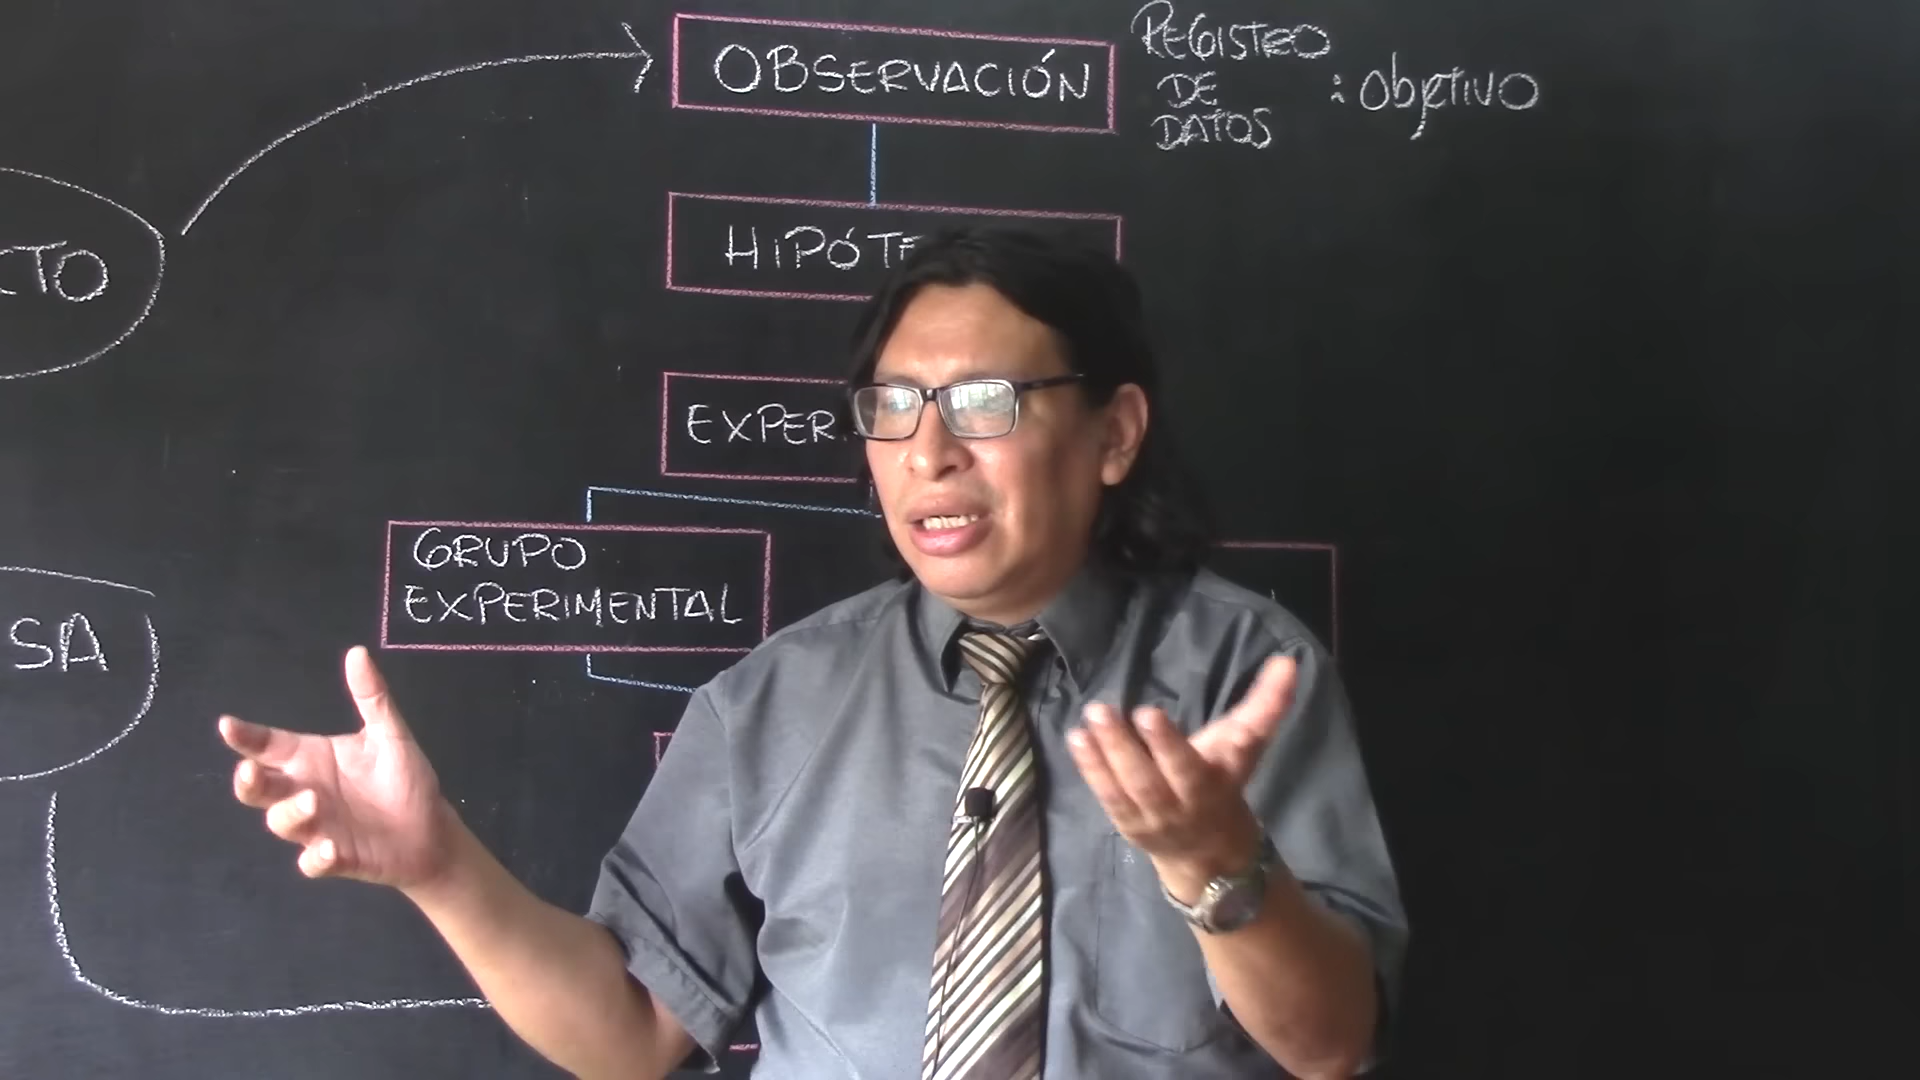 OBSERVACIÓN
REGISTRO
DE
DATOS
: Objetivo
HIPÓTE
CTO
EXPER
GRUPO
EXPERIMENTAL
SA